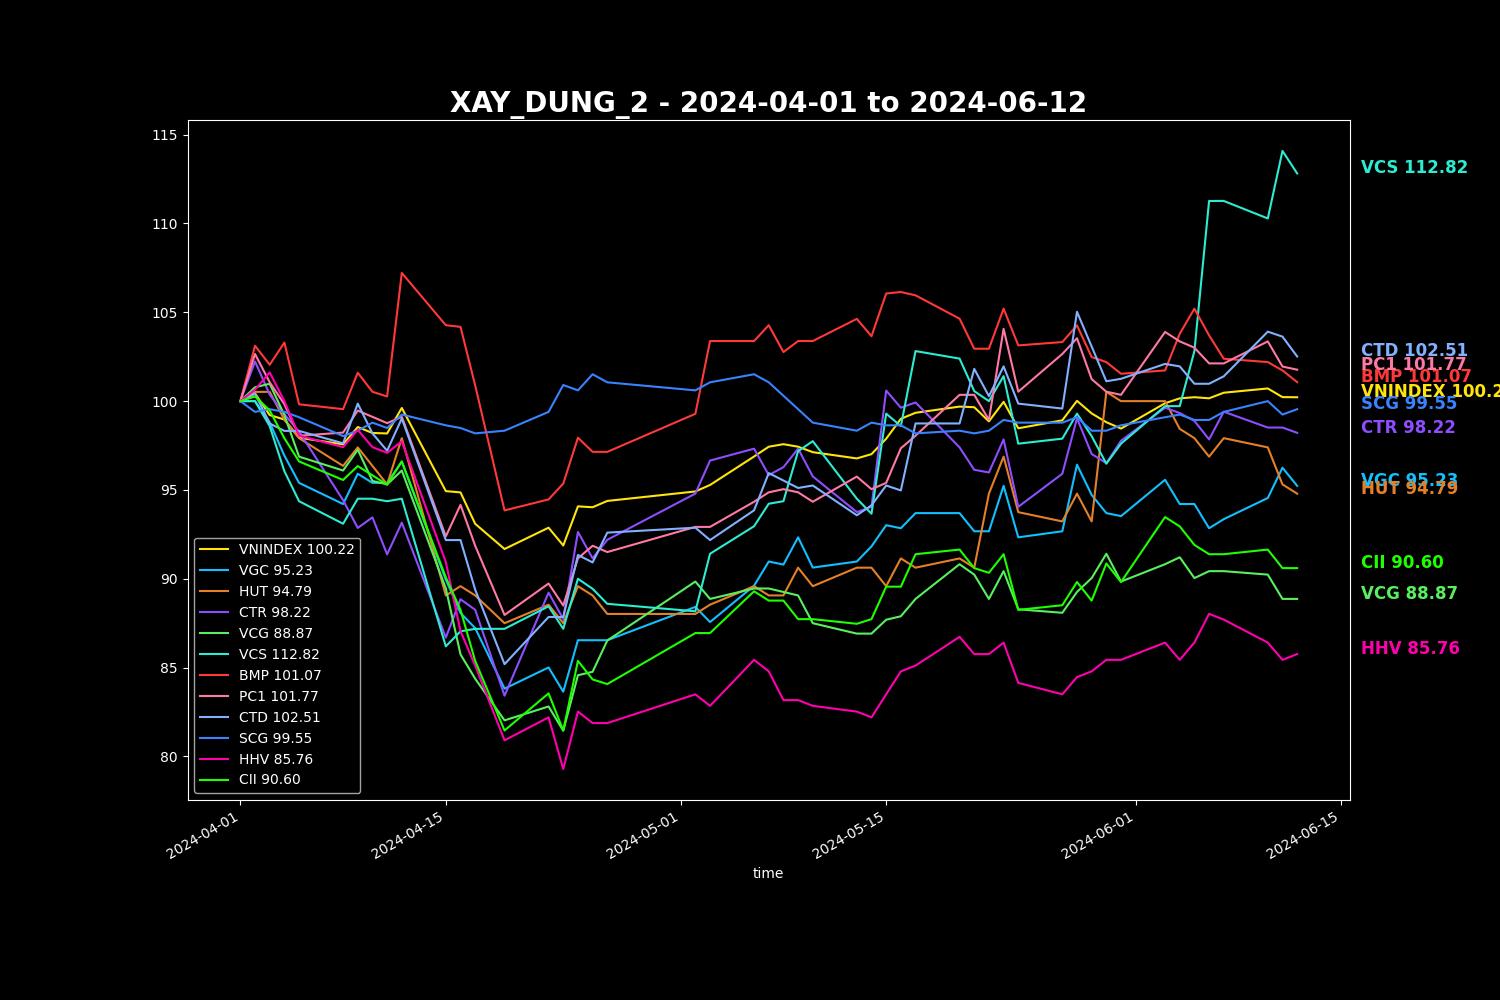 XAY_DUNG_2 - 2024-04-01 to 2024-06-12
115
110
105
100
95
90
85
80
VNINDEX 100.22
VGC 95.23
HUT 94.79
CTR 98.22
VCG 88.87
VCS 112.82
BMP 101.07
PC1 101.77
CTD 102.51
SCG 99.55
HHV 85.76
CII 90.60
VCS 112.82
CTD 102.51
PC1 101.77
BMP 101.07
VNINDEX 100.2
SCG 99.55
CTR 98.22
VGC 95.23
HUT 94.79
CII 90.60
VCG 88.87
HHV 85.76
2024-04-01
2024-04-15
2024-05-01
2024-05-15
2024-06-01
2024-06-15
time